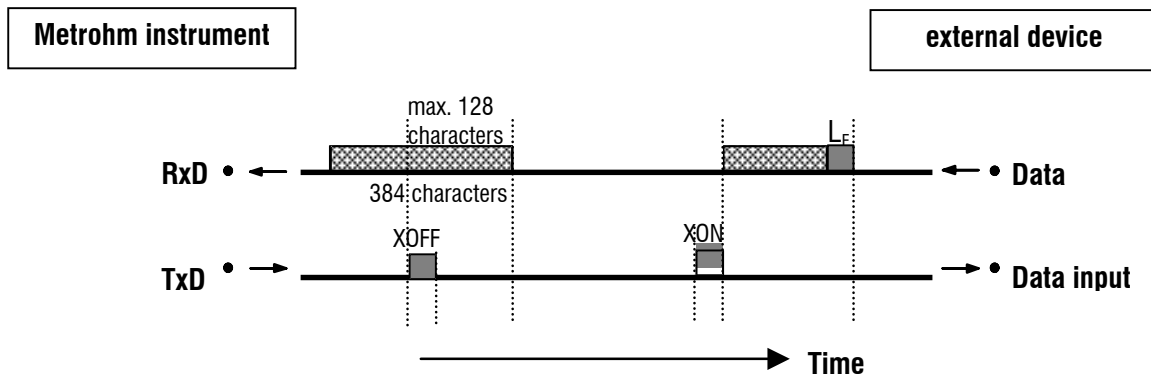 Metrohm instrument
external device
max. 128
characters
LF
RxD
Data
384 characters
XOFF
XON
TxD
Data input
Time